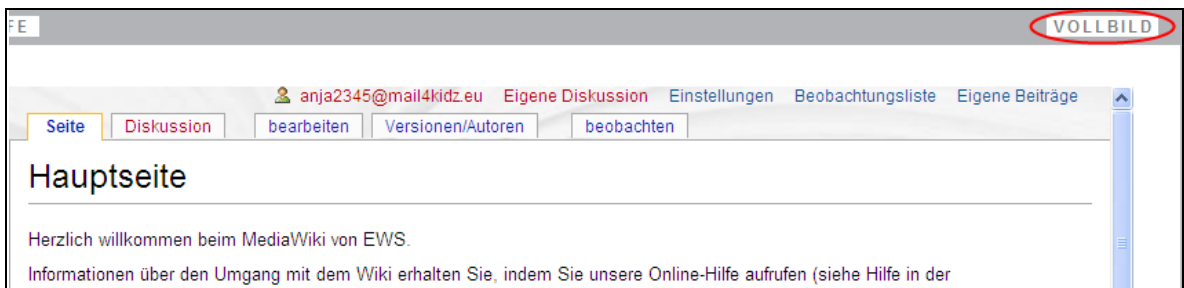 VOLLBILD
anja2345@mail4kidz.eu Eigene Diskussion Einstellungen Beobachtungsliste Eigene Beiträge
Seite Diskussion bearbeiten Versionen/Autoren beobachten
Hauptseite
Herzlich willkommen beim MediaWiki von EWS.
Informationen über den Umgang mit dem Wiki erhalten Sie, indem Sie unsere Online-Hilfe aufrufen (siehe Hilfe in der